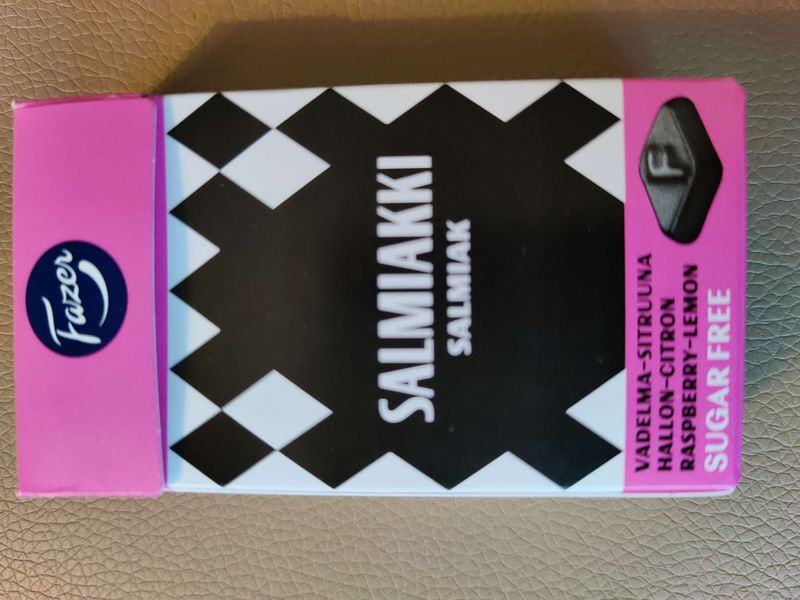 Fazer
SALMIAKKI
SALMIAK
F
VADELMA-SITRUUNA
HALLON-CITRON
RASPBERRY-LEMON
SUGAR FREE